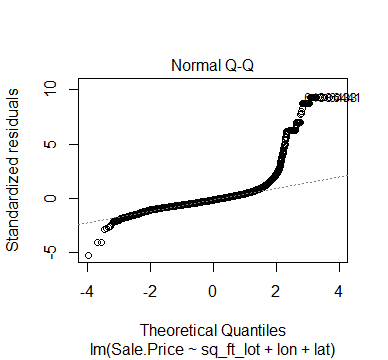 Normal Q-Q
Standardized residuals
10
5
0
-5
-4
-2
0
2
4
Theoretical Quantiles
lm(Sale.Price ~ sq_ft_lot + lon + lat)